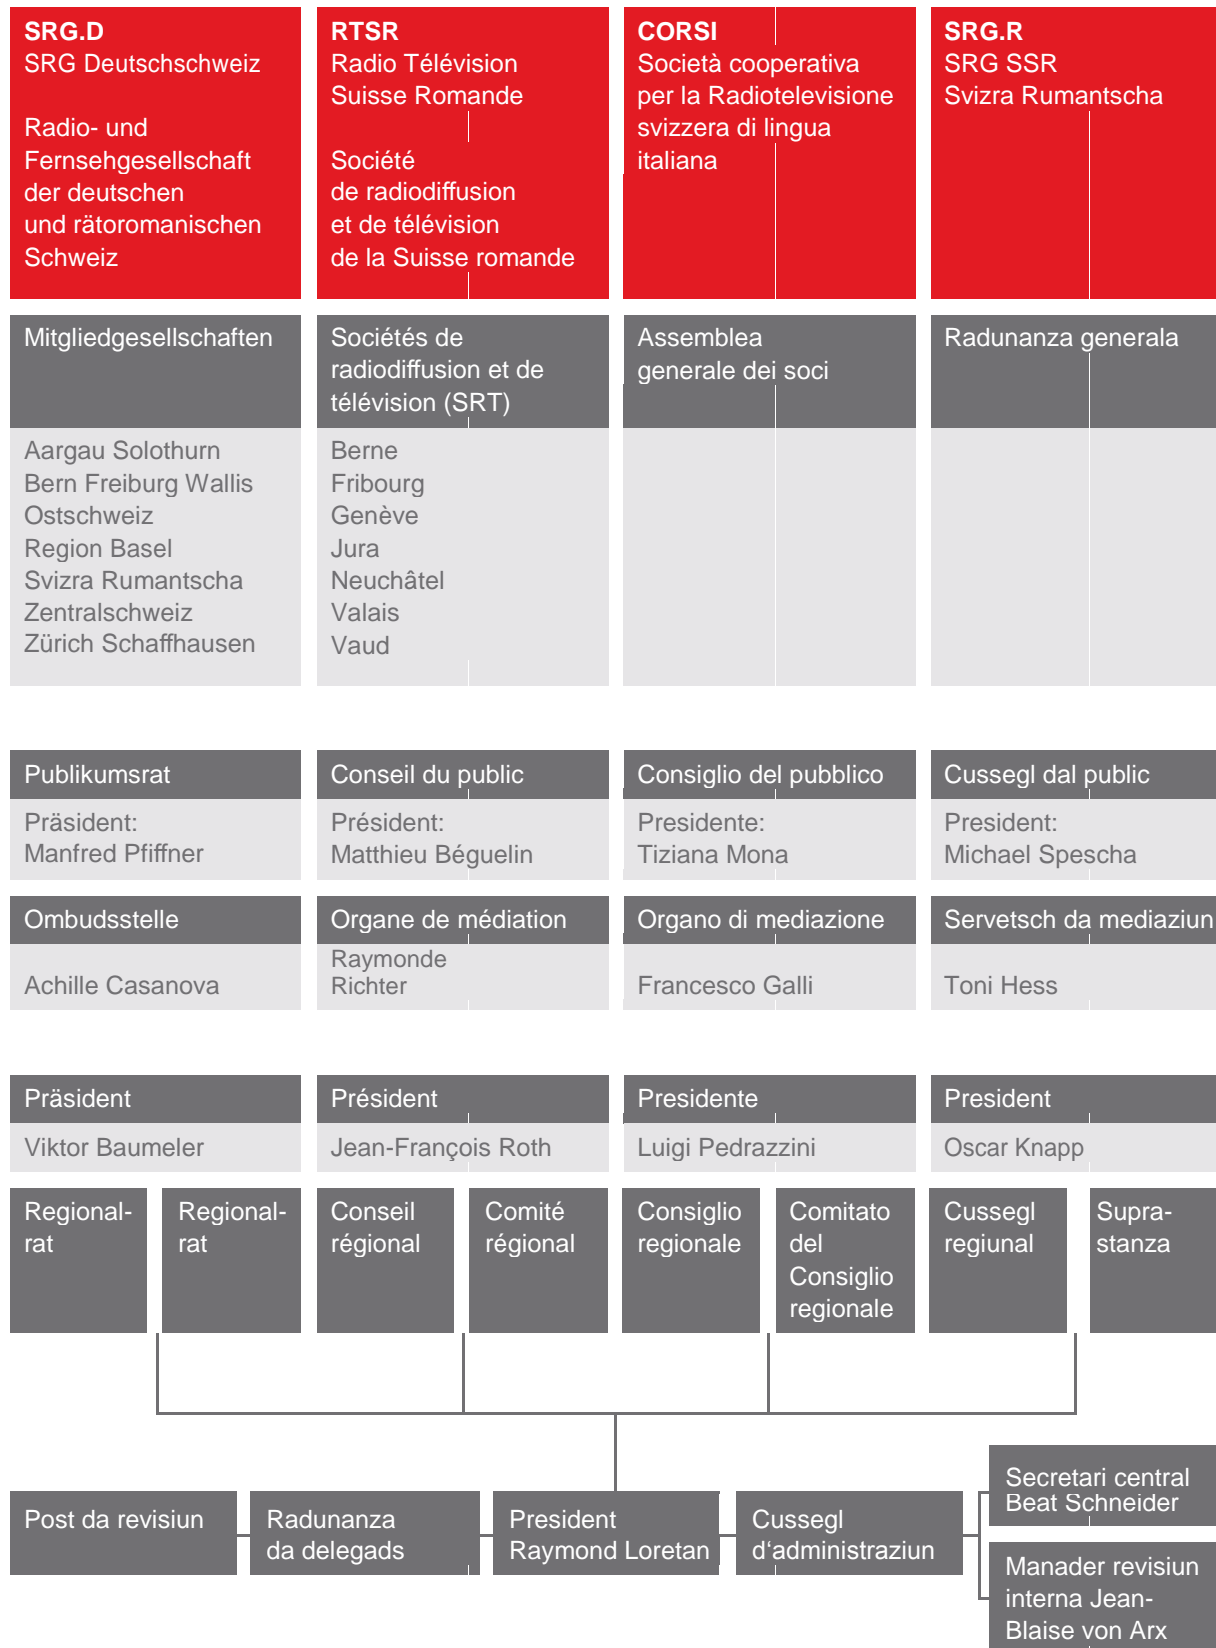 SRG.D
SRG Deutschschweiz
Radio- und
Fernsehgesellschaft
der deutschen
und rätoromanischen
Schweiz
RTSR
Radio Télévision
Suisse Romande
Société
de radiodiffusion
et de télévision
de la Suisse romande
CORSI
Società cooperativa
per la Radiotelevisione
svizzera di lingua
italiana
SRG.R
SRG SSR
Svizra Rumantscha
Mitgliedgesellschaften
Sociétés de
radiodiffusion et de
télévision (SRT)
Assemblea
generale dei soci
Radunanza generala
Aargau Solothurn
Bern Freiburg Wallis
Ostschweiz
Region Basel
Svizra Rumantscha
Zentralschweiz
Zürich Schaffhausen
Berne
Fribourg
Genève
Jura
Neuchâtel
Valais
Vaud
Publikumsrat
Präsident:
Manfred Pfiffner
Conseil du public
Président:
Matthieu Béguelin
Consiglio del pubblico
Presidente:
Tiziana Mona
Cussegl dal public
President:
Michael Spescha
Ombudsstelle
Achille Casanova
Organe de médiation
Raymonde
Richter
Organo di mediazione
Francesco Galli
Servetsch da mediaziun
Toni Hess
Präsident
Viktor Baumeler
Président
Jean-François Roth
Presidente
Luigi Pedrazzini
President
Oscar Knapp
Regional-
rat
Regional-
rat
Conseil
régional
Comité
régional
Consiglio
regionale
Comitato
del
Consiglio
regionale
Cussegl
regiunal
Supra-
stanza
Post da revisiun
Radunanza
da delegads
President
Raymond Loretan
Cussegl
d‘administraziun
Secretari central
Beat Schneider
Manader revisiun
interna Jean-
Blaise von Arx